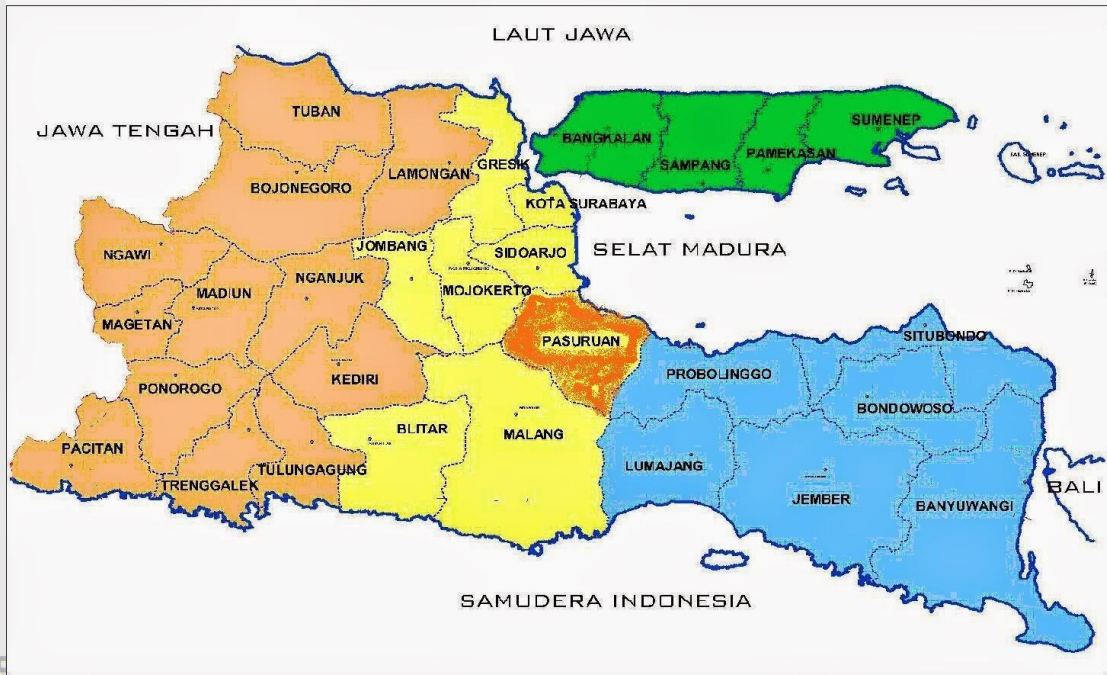 LAUT JAWA
JAWA TENGAH
TUBAN
BOJONEGORO
LAMONGAN
GRESIK
BANGKALAN
SAMPANG
PAMEKASAN
SUMENEP
KOTA SURABAYA
SELAT MADURA
NGAWI
MADIUN
NGANJUK
JOMBANG
SIDOARJO
MOJOKERTO
MAGETAN
PASURUAN
PONOROGO
KEDIRI
PROBOLINGGO
SITUBONDO
BONDOWOSO
PACITAN
TRENGGALEK
TULUNGAGUNG
BLITAR
MALANG
LUMAJANG
JEMBER
BANYUWANGI
BALI
SAMUDERA INDONESIA